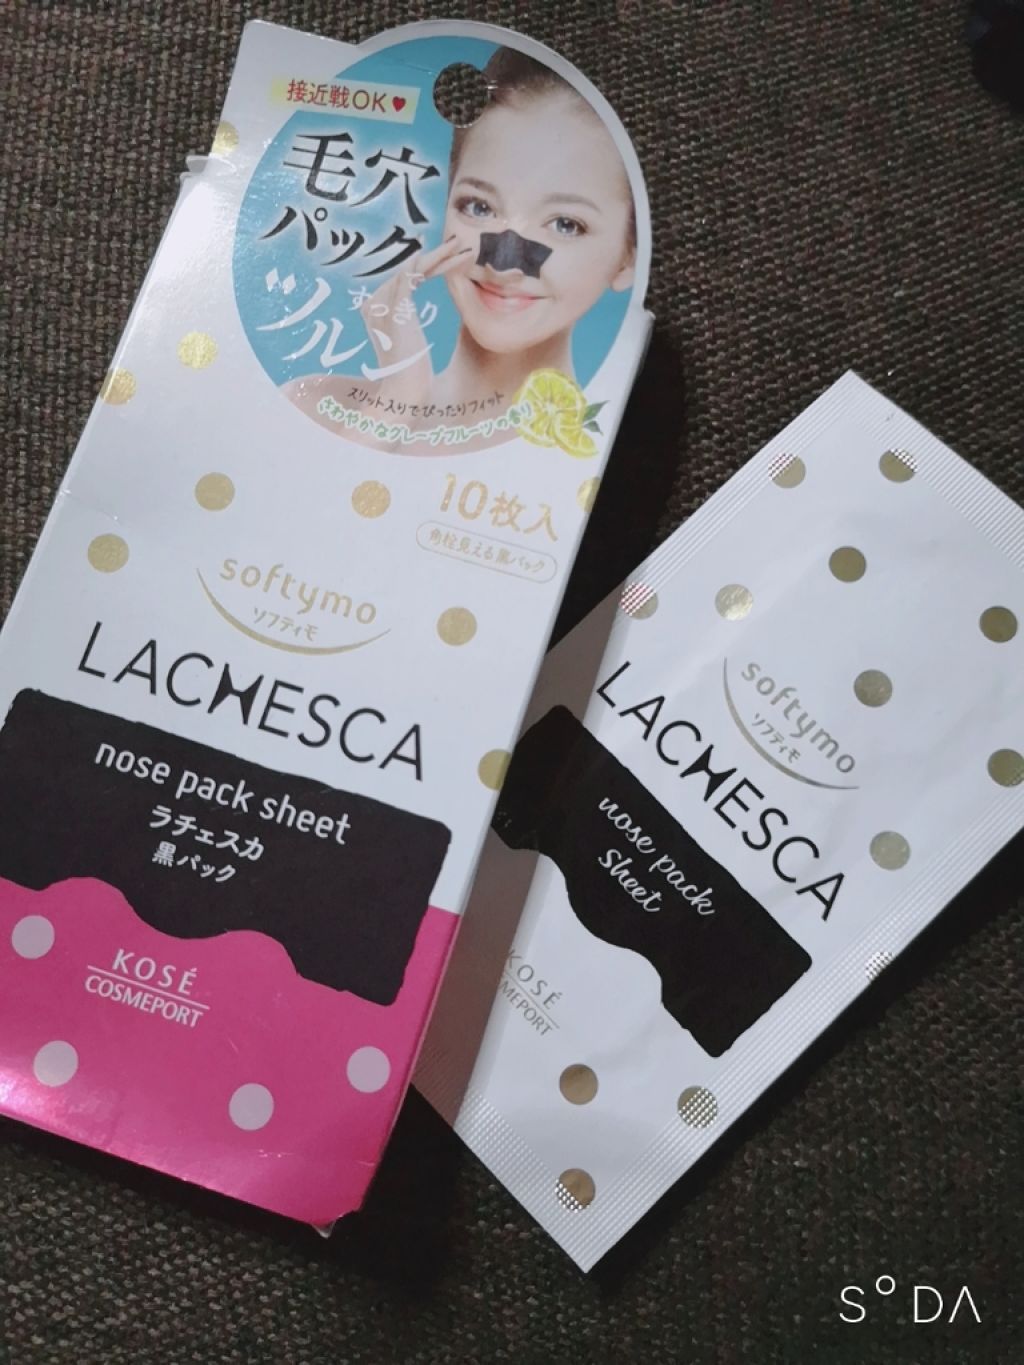 接近戦OK♥
毛穴
パックで
すっきり
ツルン
スリット入りでぴったりフィット
さわやかなグレープフルーツの香り
10枚入
角栓見える黒パック
softymo
ソフティモ
LACHESCA
nose pack sheet
ラチェスカ
黒パック
KOSÉ
COSMEPORT
softymo
ソフティモ
LACHESCA
nose pack
sheet
KOSÉ
MEPORT
SODA